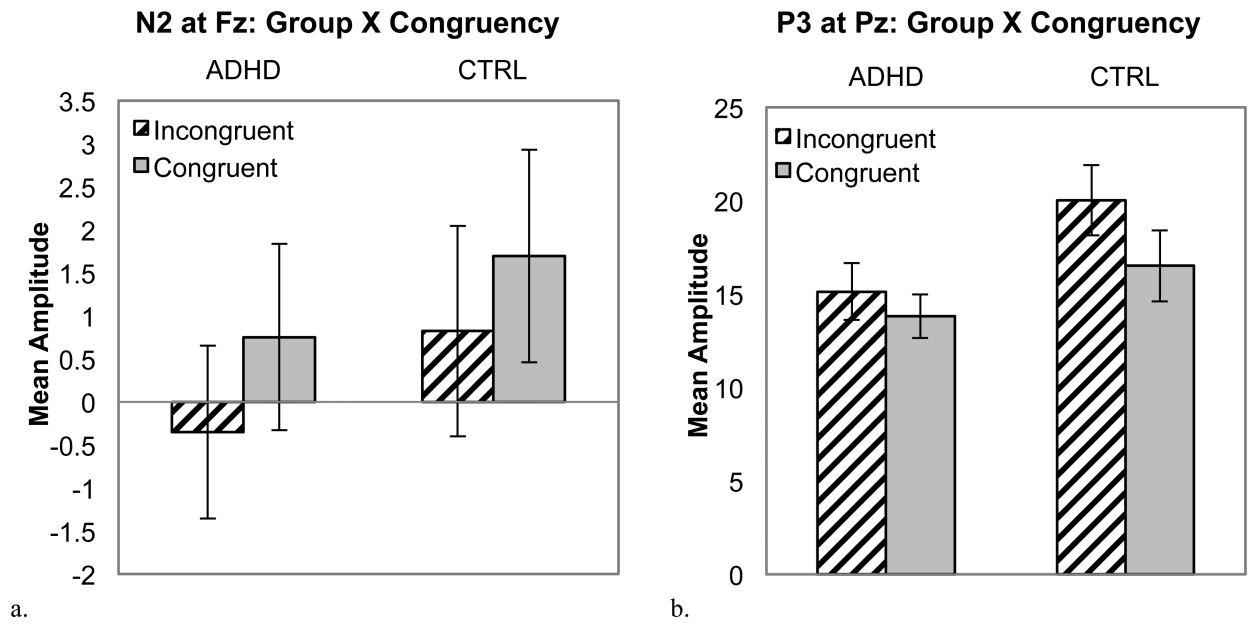 N2 at Fz: Group X Congruency
ADHD CTRL
3.5
3
2.5
2
1.5
1
0.5
0
-0.5
-1
-1.5
-2
Mean Amplitude
Incongruent
Congruent
a.
P3 at Pz: Group X Congruency
ADHD CTRL
25
20
15
10
5
0
Mean Amplitude
Incongruent
Congruent
b.